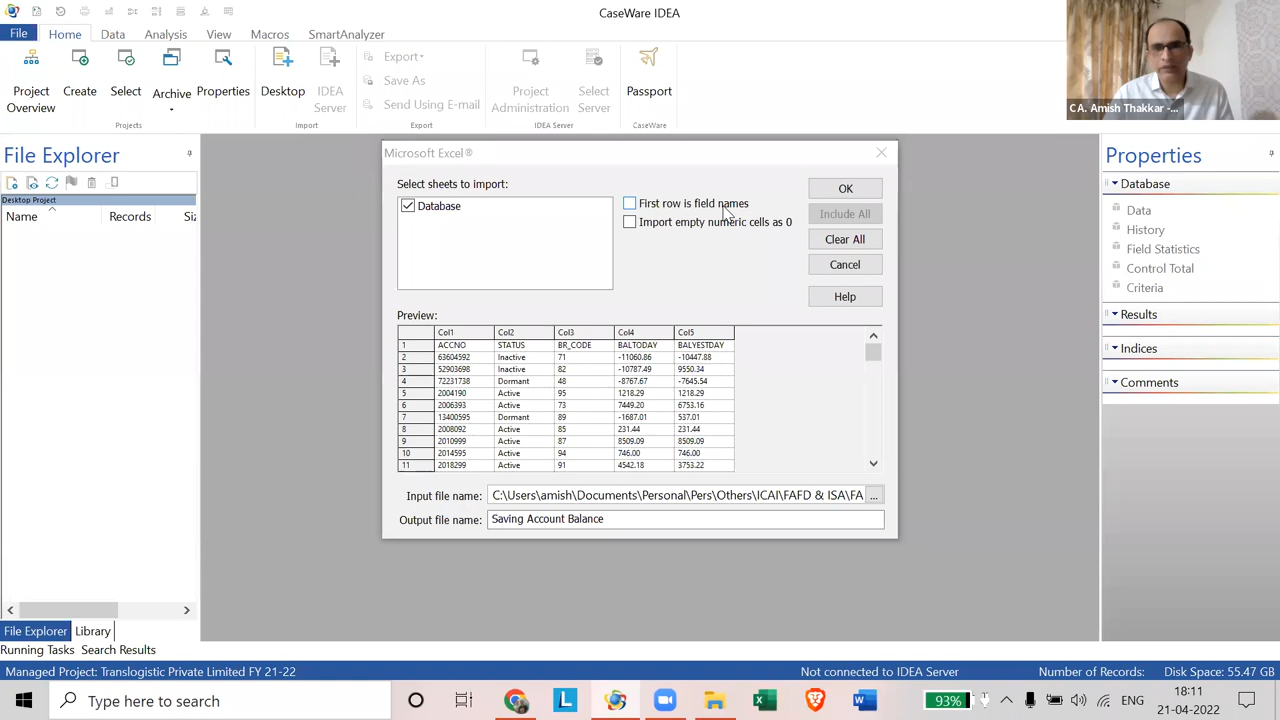 CaseWare IDEA
File Home Data Analysis View Macros SmartAnalyzer
Project Overview
Create
Select
Archive
Properties
Projects
Desktop
IDEA Server
Import
Export
Save As
Send Using E-mail
Export
Project Administration
Select Server
IDEA Server
Passport
CaseWare
CA. Amish Thakkar -...
File Explorer
Desktop Project
Name Records Si
File Explorer Library
Running Tasks Search Results
Microsoft Excel®
Select sheets to import:
Database
First row is field names
Import empty numeric cells as 0
OK
Include All
Clear All
Cancel
Help
Preview:
Col1 Col2 Col3 Col4 Col5
1 ACCNO STATUS BR_CODE BALTODAY BALYESTDAY
2 63604592 Inactive 71 -11060.86 -10447.88
3 52903698 Inactive 82 -10787.49 9550.34
4 72231738 Dormant 48 -8767.67 -7645.54
5 2004190 Active 95 1218.29 1218.29
6 2006393 Active 73 7449.20 6753.16
7 13400595 Dormant 89 -1687.01 537.01
8 2008092 Active 85 231.44 231.44
9 2010999 Active 87 8509.09 8509.09
10 2014595 Active 94 746.00 746.00
11 2018299 Active 91 4542.18 3753.22
Input file name: C:\Users\amish\Documents\Personal\Pers\Others\ICAI\FAFD & ISA\FA ...
Output file name: Saving Account Balance
Properties
Database
Data
History
Field Statistics
Control Total
Criteria
Results
Indices
Comments
Managed Project: Translogistic Private Limited FY 21-22 Not connected to IDEA Server Number of Records: Disk Space: 55.47 GB
Type here to search
L
93%
ENG
18:11
21-04-2022